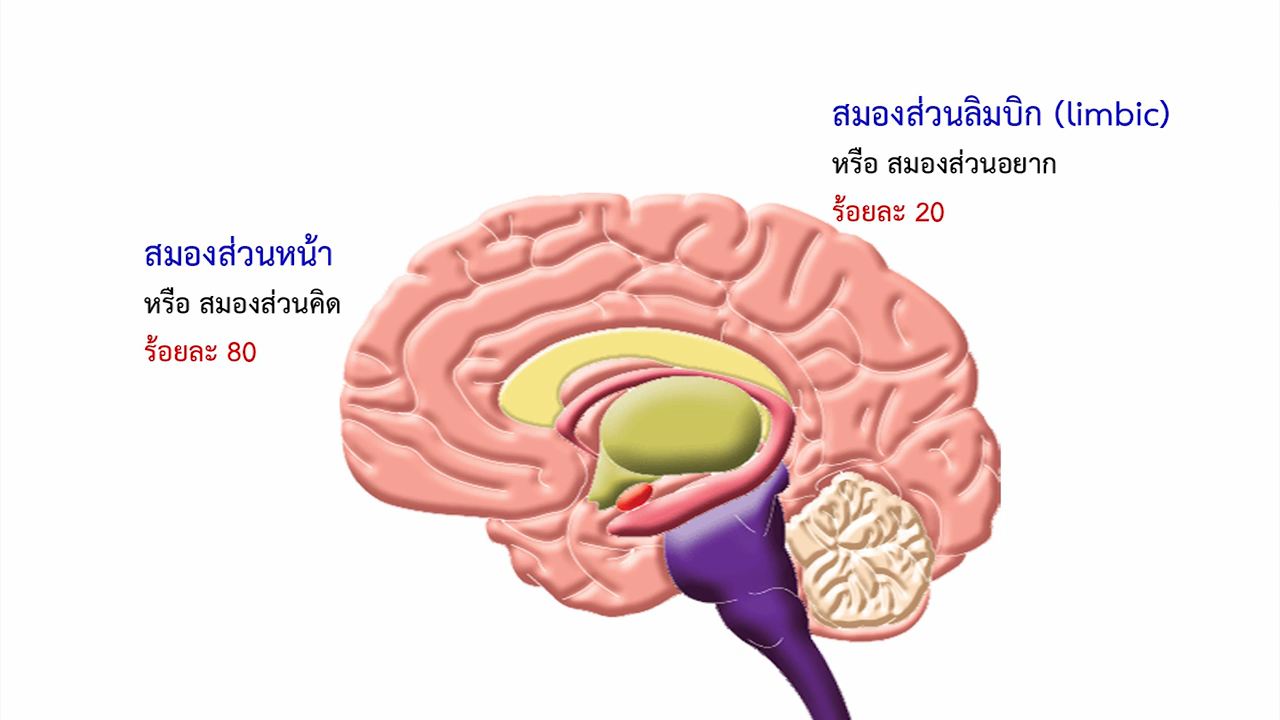 สมองส่วนลิมบิก (limbic)
หรือ สมองส่วนอยาก
ร้อยละ 20
สมองส่วนหน้า
หรือ สมองส่วนคิด
ร้อยละ 80